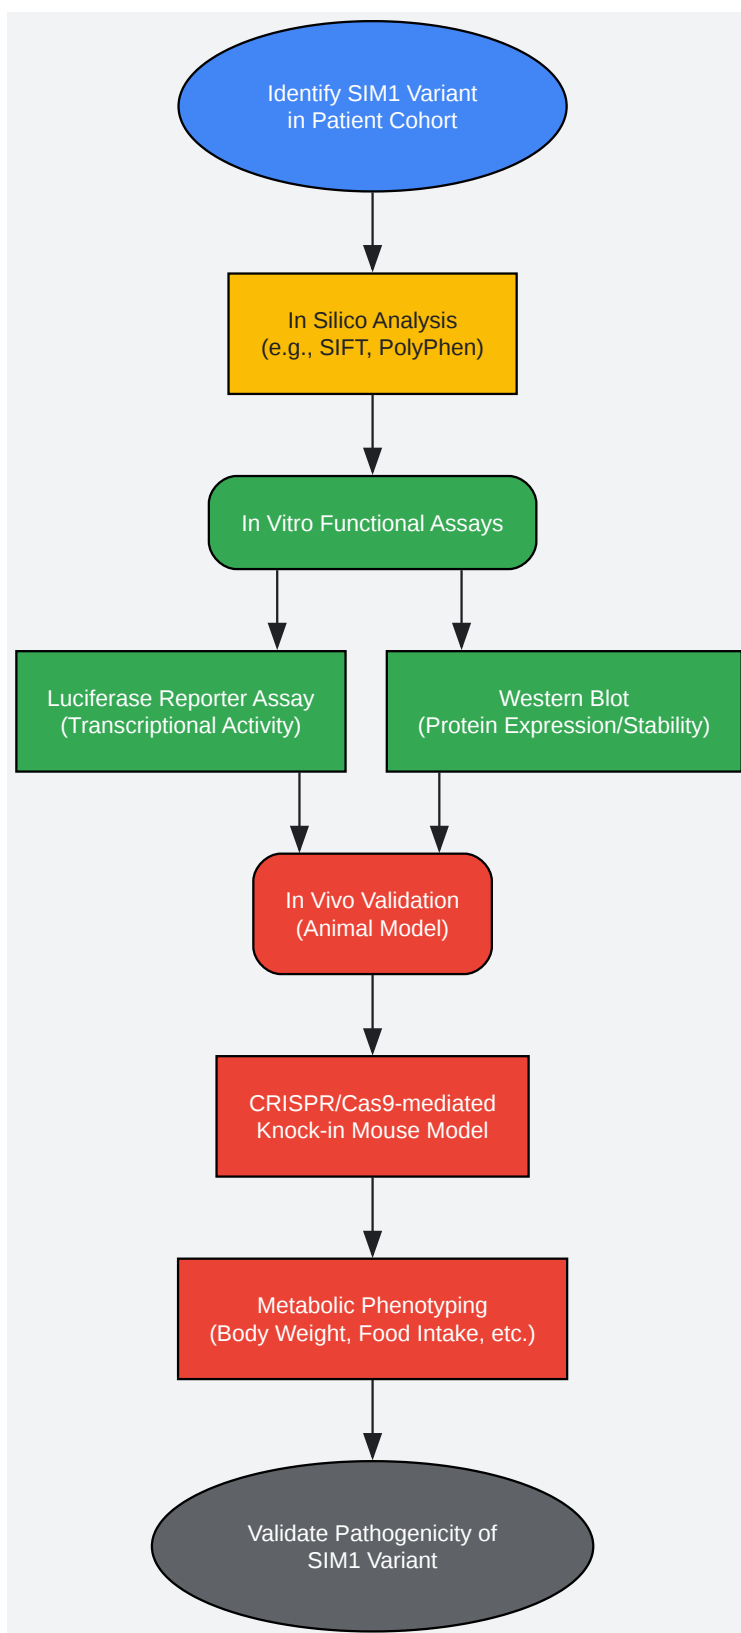 Identify SIM1 Variant
in Patient Cohort
In Silico Analysis
(e.g., SIFT, PolyPhen)
In Vitro Functional Assays
Luciferase Reporter Assay
(Transcriptional Activity)
Western Blot
(Protein Expression/Stability)
In Vivo Validation
(Animal Model)
CRISPR/Cas9-mediated
Knock-in Mouse Model
Metabolic Phenotyping
(Body Weight, Food Intake, etc.)
Validate Pathogenicity of
SIM1 Variant